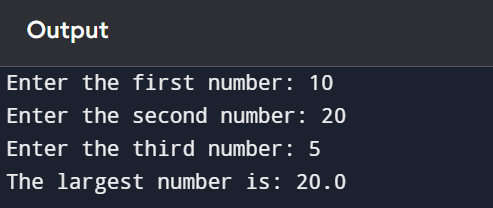 Output
Enter the first number: 10
Enter the second number: 20
Enter the third number: 5
The largest number is: 20.0